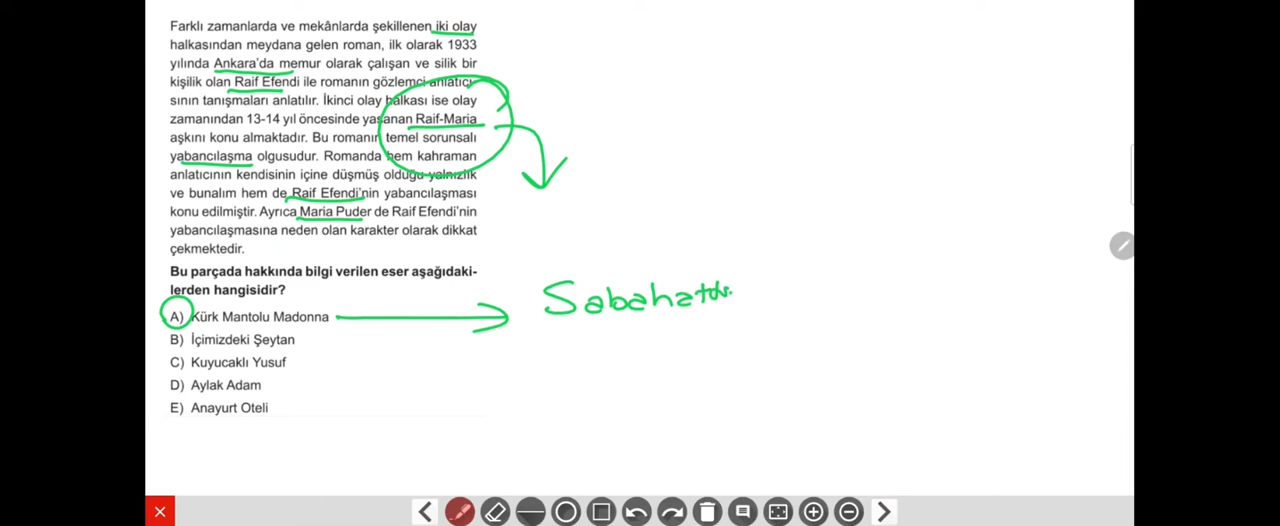 Farklı zamanlarda ve mekânlarda şekillenen iki olay
halkasından meydana gelen roman, ilk olarak 1933
yılında Ankara'da memur olarak çalışan ve silik bir
kişilik olan Raif Efendi ile romanın gözlemci anlatıcı-
sının tanışmaları anlatılır. İkinci olay halkası ise olay
zamanından 13-14 yıl öncesinde yaşanan Raif-Maria
aşkını konu almaktadır. Bu romanın temel sorunsalı
yabancılaşma olgusudur. Romanda hem kahraman
anlatıcının kendisinin içine düşmüş olduğu yalnızlık
ve bunalım hem de Raif Efendi'nin yabancılaşması
konu edilmiştir. Ayrıca Maria Puder de Raif Efendi'nin
yabancılaşmasına neden olan karakter olarak dikkat
çekmektedir.
Bu parçada hakkında bilgi verilen eser aşağıdaki-
lerden hangisidir?
A) Kürk Mantolu Madonna
B) İçimizdeki Şeytan
C) Kuyucaklı Yusuf
D) Aylak Adam
E) Anayurt Oteli